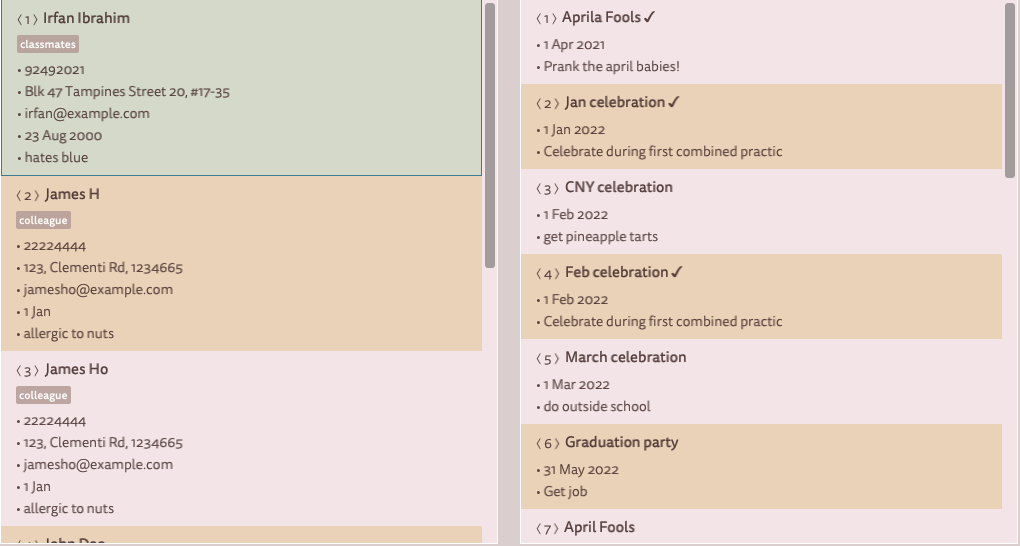 〈 1 〉 Irfan Ibrahim
classmates
• 92492021
• Blk 47 Tampines Street 20, #17-35
• irfan@example.com
• 23 Aug 2000
• hates blue
〈 2 〉 James H
colleague
• 22224444
• 123, Clementi Rd, 1234665
• jamesho@example.com
• 1 Jan
• allergic to nuts
〈 3 〉 James Ho
colleague
• 22224444
• 123, Clementi Rd, 1234665
• jamesho@example.com
• 1 Jan
• allergic to nuts
〈 1 〉 Aprila Fools ✓
• 1 Apr 2021
• Prank the april babies!
〈 2 〉 Jan celebration ✓
• 1 Jan 2022
• Celebrate during first combined practic
〈 3 〉 CNY celebration
• 1 Feb 2022
• get pineapple tarts
〈 4 〉 Feb celebration ✓
• 1 Feb 2022
• Celebrate during first combined practic
〈 5 〉 March celebration
• 1 Mar 2022
• do outside school
〈 6 〉 Graduation party
• 31 May 2022
• Get job
〈 7 〉 April Fools